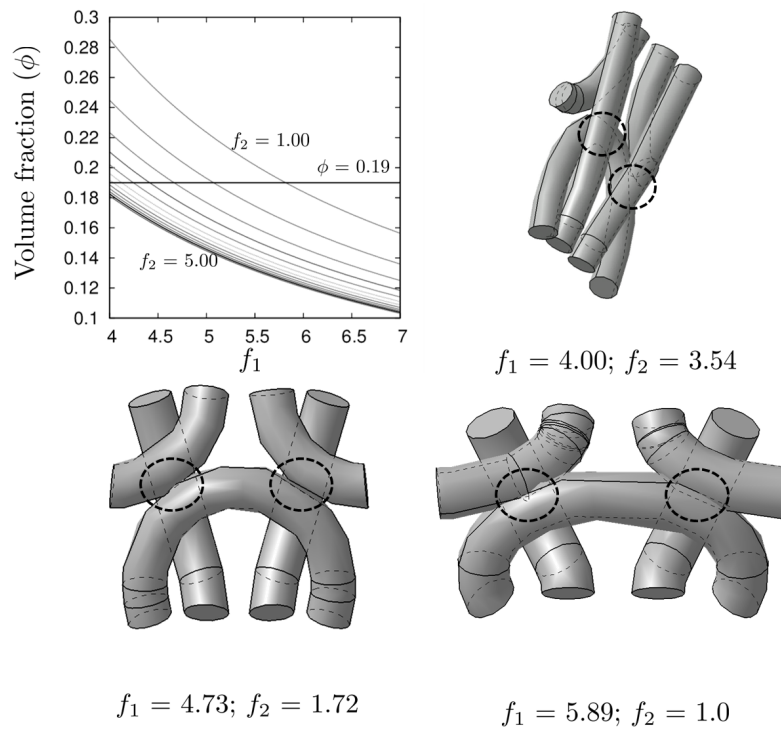 Volume fraction (ϕ)
0.3
0.28
0.26
0.24
0.22
0.2
0.18
0.16
0.14
0.12
0.1
f₂ = 1.00
ϕ = 0.19
f₂ = 5.00
4 4.5 5 5.5 6 6.5 7
f₁
f₁ = 4.00; f₂ = 3.54
f₁ = 4.73; f₂ = 1.72
f₁ = 5.89; f₂ = 1.0